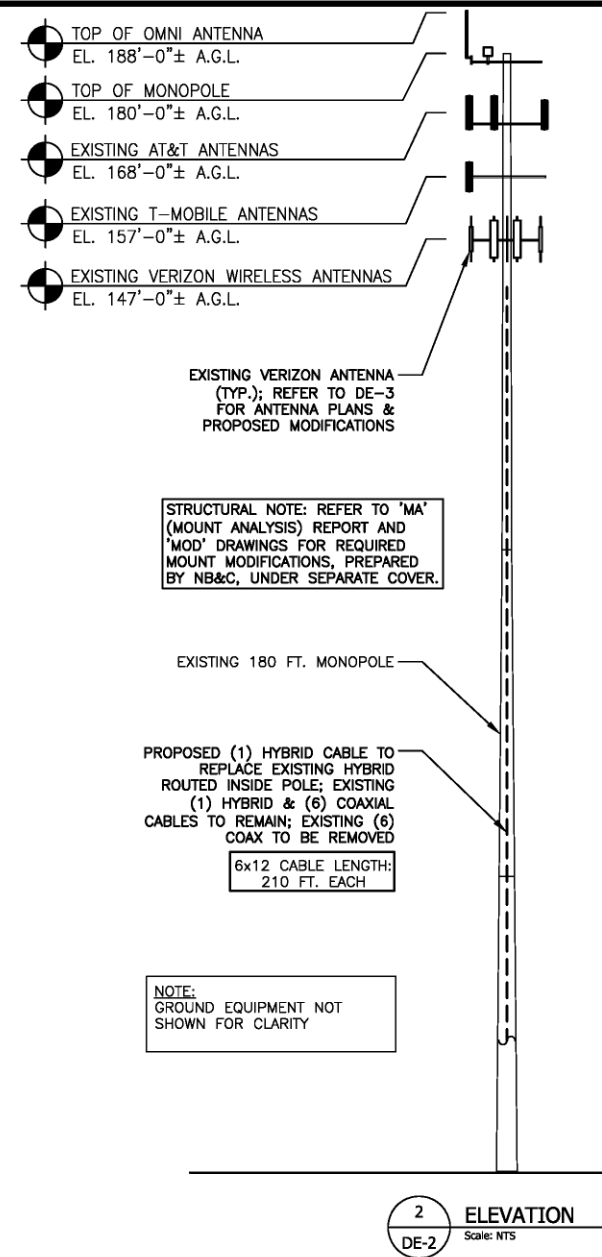 TOP OF OMNI ANTENNA
EL. 188'-0"± A.G.L.
TOP OF MONOPOLE
EL. 180'-0"± A.G.L.
EXISTING AT&T ANTENNAS
EL. 168'-0"± A.G.L.
EXISTING T-MOBILE ANTENNAS
EL. 157'-0"± A.G.L.
EXISTING VERIZON WIRELESS ANTENNAS
EL. 147'-0"± A.G.L.
EXISTING VERIZON ANTENNA
(TYP.); REFER TO DE-3
FOR ANTENNA PLANS &
PROPOSED MODIFICATIONS
STRUCTURAL NOTE: REFER TO 'MA'
(MOUNT ANALYSIS) REPORT AND
'MOD' DRAWINGS FOR REQUIRED
MOUNT MODIFICATIONS, PREPARED
BY NB&C, UNDER SEPARATE COVER.
EXISTING 180 FT. MONOPOLE
PROPOSED (1) HYBRID CABLE TO
REPLACE EXISTING HYBRID
ROUTED INSIDE POLE; EXISTING
(1) HYBRID & (6) COAXIAL
CABLES TO REMAIN; EXISTING (6)
COAX TO BE REMOVED
6x12 CABLE LENGTH:
210 FT. EACH
NOTE:
GROUND EQUIPMENT NOT
SHOWN FOR CLARITY
2
DE-2
ELEVATION
Scale: NTS